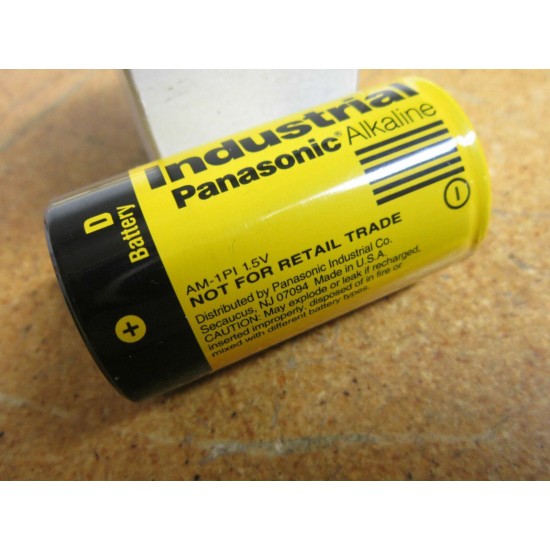 Industrial
Panasonic® Alkaline
D
Battery
+
−
AM-1PI 1.5V
NOT FOR RETAIL TRADE
Distributed by Panasonic Industrial Co.
Secaucus, NJ 07094 Made in U.S.A.
CAUTION: May explode or leak if recharged,
inserted improperly, disposed of in fire or
mixed with different battery types.